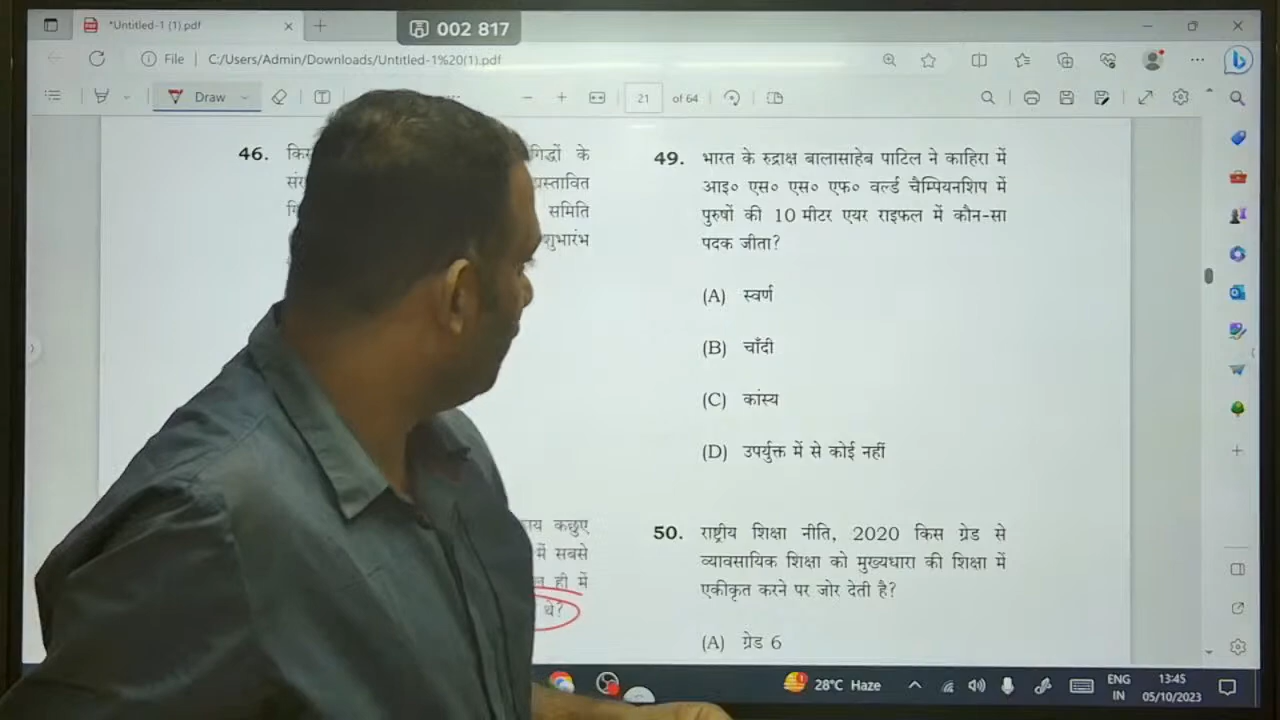 *Untitled-1 (1).pdf
002 817
File
C:/Users/Admin/Downloads/Untitled-1%20(1).pdf
Draw
21 of 64
46.
गिद्धों के
प्रस्तावित
समिति
शुभारंभ
कछुए
में सबसे
ही में
थे?
49. भारत के रुद्राक्ष बालासाहेब पाटिल ने काहिरा में
आइ० एस० एस० एफ० वर्ल्ड चैम्पियनशिप में
पुरुषों की 10 मीटर एयर राइफल में कौन-सा
पदक जीता?
(A) स्वर्ण
(B) चाँदी
(C) कांस्य
(D) उपर्युक्त में से कोई नहीं
50. राष्ट्रीय शिक्षा नीति, 2020 किस ग्रेड से
व्यावसायिक शिक्षा को मुख्यधारा की शिक्षा में
एकीकृत करने पर जोर देती है?
(A) ग्रेड 6
28°C Haze
ENG
IN
13:45
05/10/2023